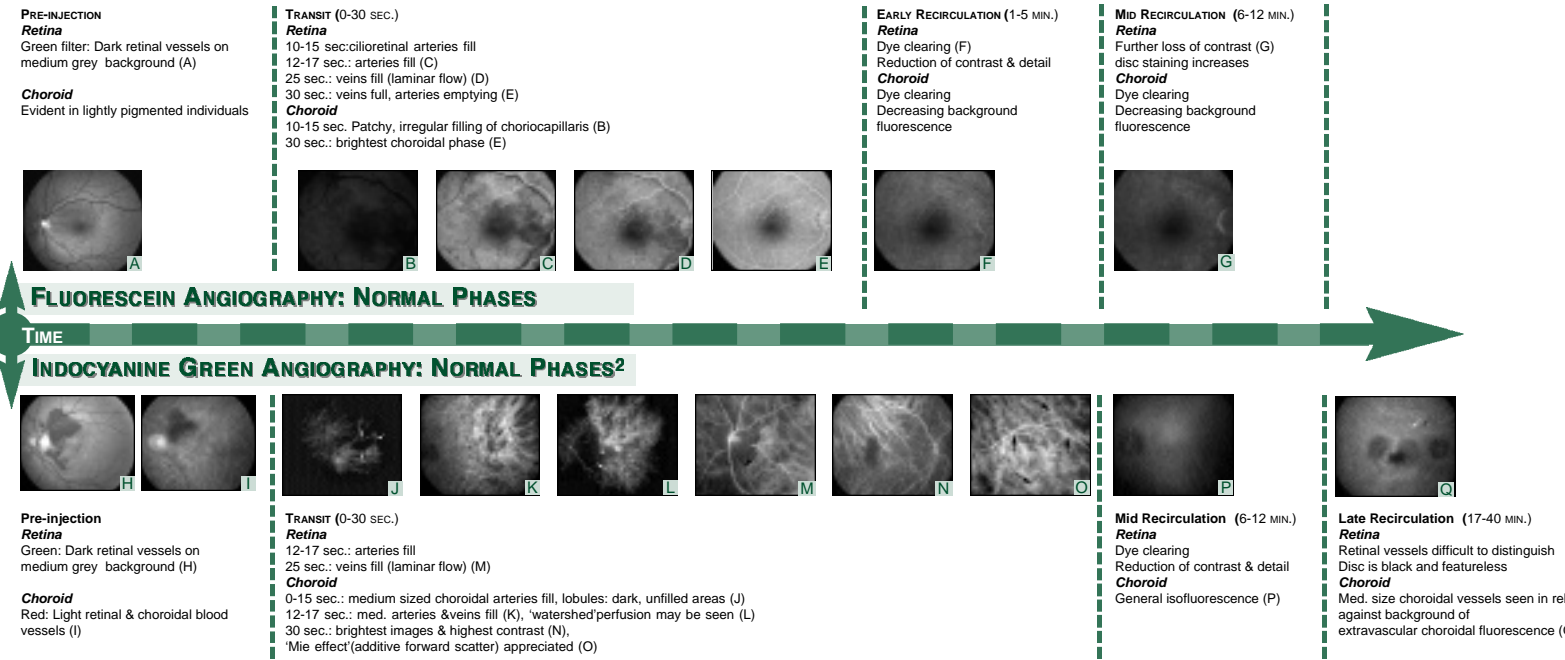 PRE-INJECTION
Retina
Green filter: Dark retinal vessels on
medium grey background (A)
Choroid
Evident in lightly pigmented individuals
TRANSIT (0-30 SEC.)
Retina
10-15 sec:cilioretinal arteries fill
12-17 sec.: arteries fill (C)
25 sec.: veins fill (laminar flow) (D)
30 sec.: veins full, arteries emptying (E)
Choroid
10-15 sec. Patchy, irregular filling of choriocapillaris (B)
30 sec.: brightest choroidal phase (E)
EARLY RECIRCULATION (1-5 MIN.)
Retina
Dye clearing (F)
Reduction of contrast & detail
Choroid
Dye clearing
Decreasing background
fluorescence
MID RECIRCULATION (6-12 MIN.)
Retina
Further loss of contrast (G)
disc staining increases
Choroid
Dye clearing
Decreasing background
fluorescence
A
B
C
D
E
F
G
FLUORESCEIN ANGIOGRAPHY: NORMAL PHASES
TIME
INDOCYANINE GREEN ANGIOGRAPHY: NORMAL PHASES²
H
I
J
K
L
M
N
O
P
Q
Pre-injection
Retina
Green: Dark retinal vessels on
medium grey background (H)
Choroid
Red: Light retinal & choroidal blood
vessels (I)
TRANSIT (0-30 SEC.)
Retina
12-17 sec.: arteries fill
25 sec.: veins fill (laminar flow) (M)
Choroid
0-15 sec.: medium sized choroidal arteries fill, lobules: dark, unfilled areas (J)
12-17 sec.: med. arteries &veins fill (K), ‘watershed’perfusion may be seen (L)
30 sec.: brightest images & highest contrast (N),
‘Mie effect’(additive forward scatter) appreciated (O)
Mid Recirculation (6-12 MIN.)
Retina
Dye clearing
Reduction of contrast & detail
Choroid
General isofluorescence (P)
Late Recirculation (17-40 MIN.)
Retina
Retinal vessels difficult to distinguish
Disc is black and featureless
Choroid
Med. size choroidal vessels seen in
against background of
extravascular choroidal fluorescence